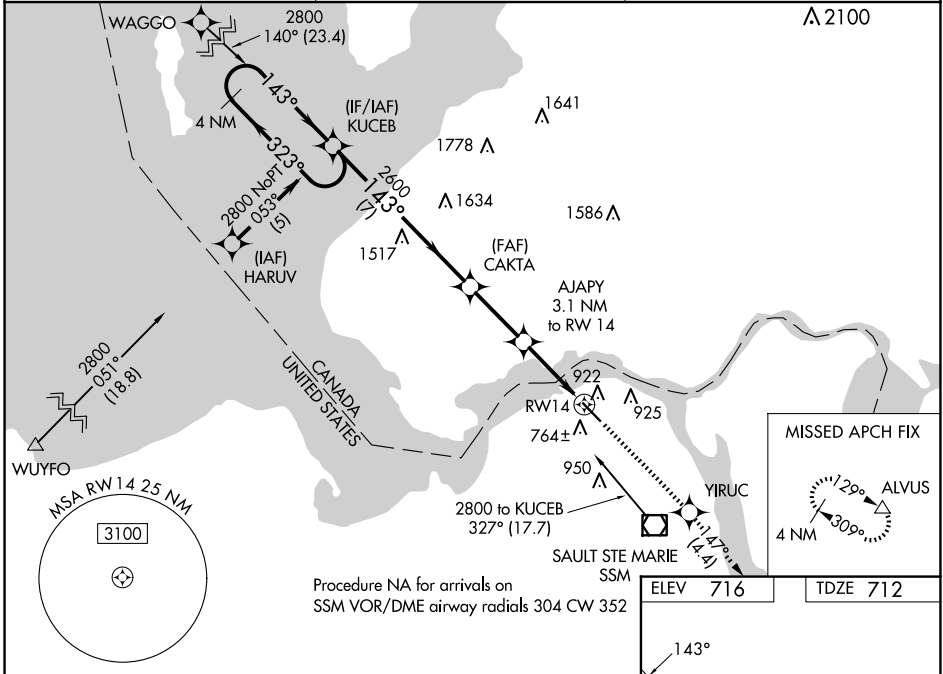 WAGGO
2800
140° (23.4)
2100
143°
4 NM
(IF/IAF)
KUCEB
1641
1778
323°
2800 NoPT
053°
(5)
2600
143°
(7)
1634
1586
1517
(IAF)
HARUV
(FAF)
CAKTA
AJAPY
3.1 NM
to RW 14
2800
051°
(18.8)
CANADA
UNITED STATES
922
RW14
925
764±
WUYFO
950
YIRUC
MISSED APCH FIX
129°
ALVUS
4 NM
309°
MSA RW14 25 NM
3100
2800 to KUCEB
327° (17.7)
147°
(4.4)
SAULT STE MARIE
SSM
Procedure NA for arrivals on
SSM VOR/DME airway radials 304 CW 352
ELEV 716
TDZE 712
143°